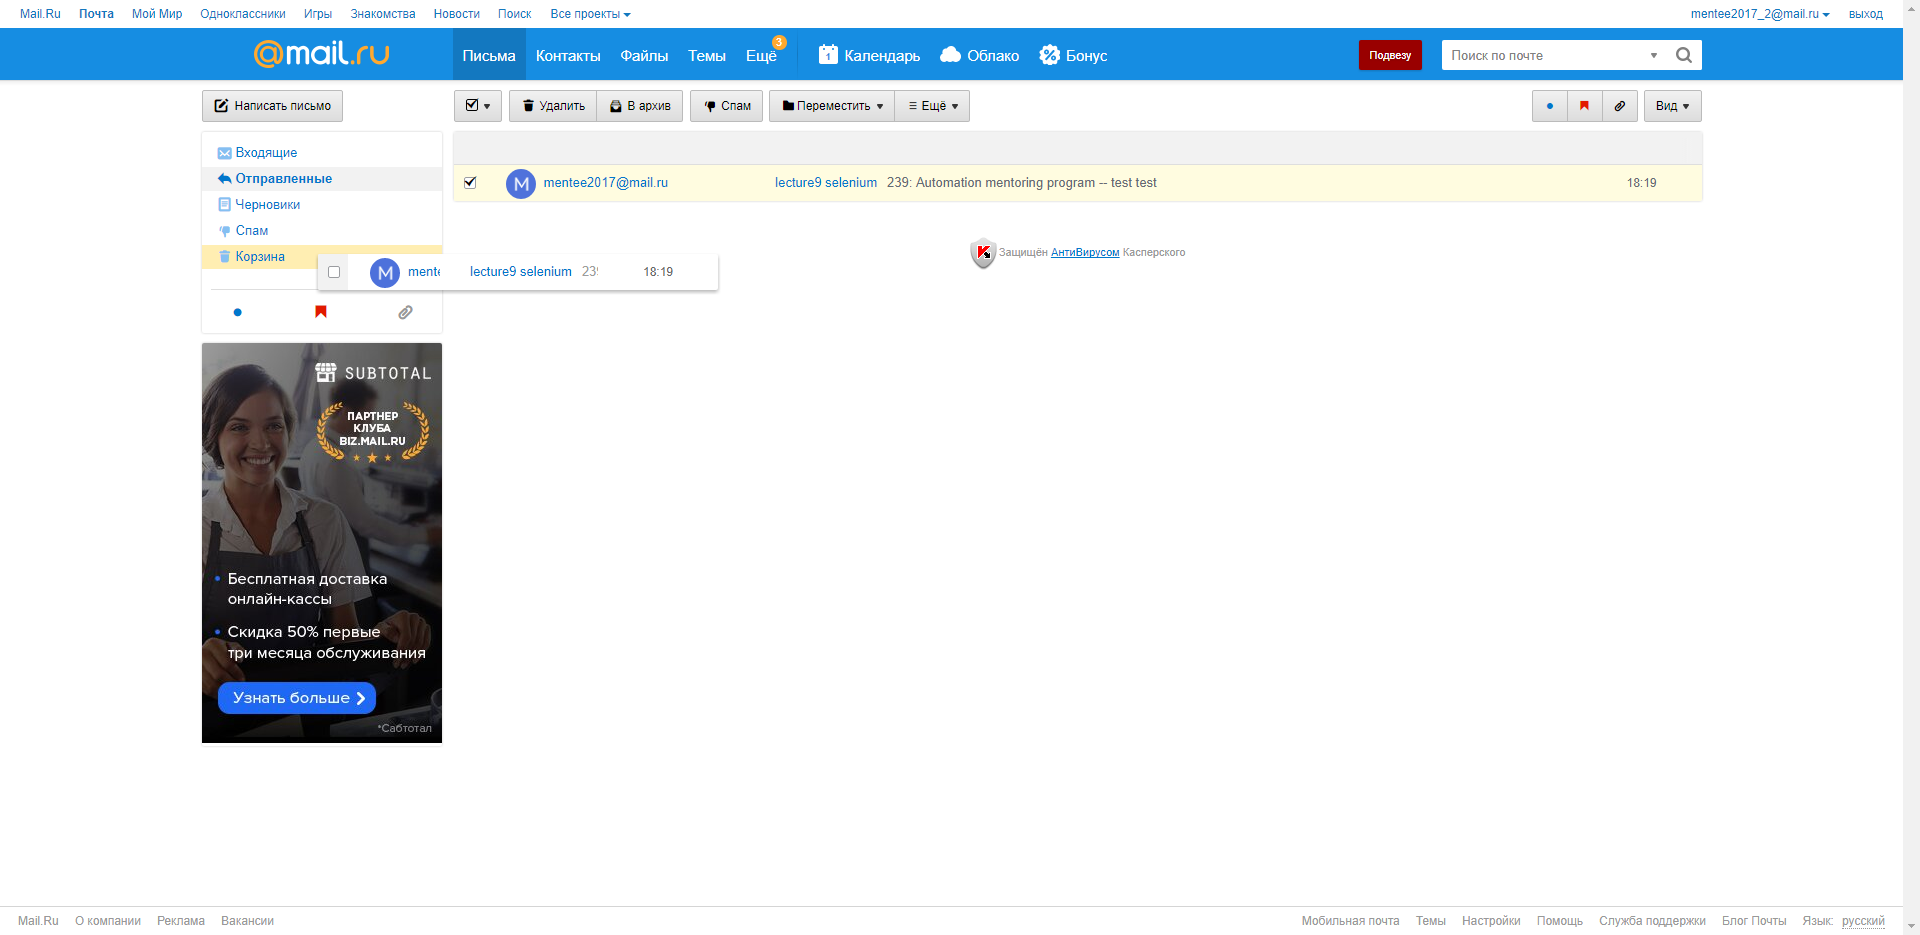 Mail.Ru Почта Мой Мир Одноклассники Игры Знакомства Новости Поиск Все проекты mentee2017_2@mail.ru выход
@mail.ru Письма Контакты Файлы Темы Ещё 3 1 Календарь Облако Бонус Подвезу Поиск по почте
Написать письмо Удалить В архив Спам Переместить Ещё Вид
Входящие
Отправленные
Черновики
Спам
Корзина
M mentee2017@mail.ru lecture9 selenium 239: Automation mentoring program -- test test 18:19
Защищён АнтиВирусом Касперского
M lecture9 selenium 18:19
SUBTOTAL
ПАРТНЕР
КЛУБА
BIZ.MAIL.RU
• Бесплатная доставка
онлайн-кассы
• Скидка 50% первые
три месяца обслуживания
Узнать больше
*Сабтотал
Mail.Ru О компании Реклама Вакансии Мобильная почта Темы Настройки Помощь Служба поддержки Блог Почты Язык: русский